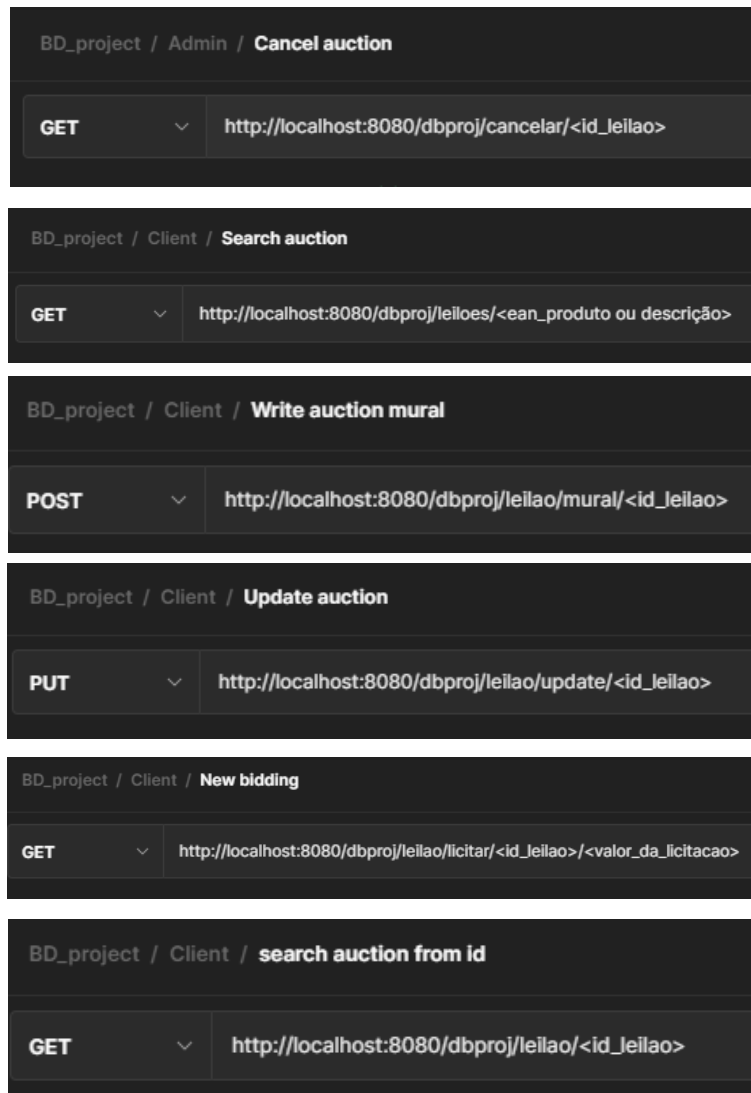 BD_project / Admin / Cancel auction
GET http://localhost:8080/dbproj/cancelar/<id_leilao>
BD_project / Client / Search auction
GET http://localhost:8080/dbproj/leiloes/<ean_produto ou descrição>
BD_project / Client / Write auction mural
POST http://localhost:8080/dbproj/leilao/mural/<id_leilao>
BD_project / Client / Update auction
PUT http://localhost:8080/dbproj/leilao/update/<id_leilao>
BD_project / Client / New bidding
GET http://localhost:8080/dbproj/leilao/licitar/<id_leilao>/<valor_da_licitacao>
BD_project / Client / search auction from id
GET http://localhost:8080/dbproj/leilao/<id_leilao>